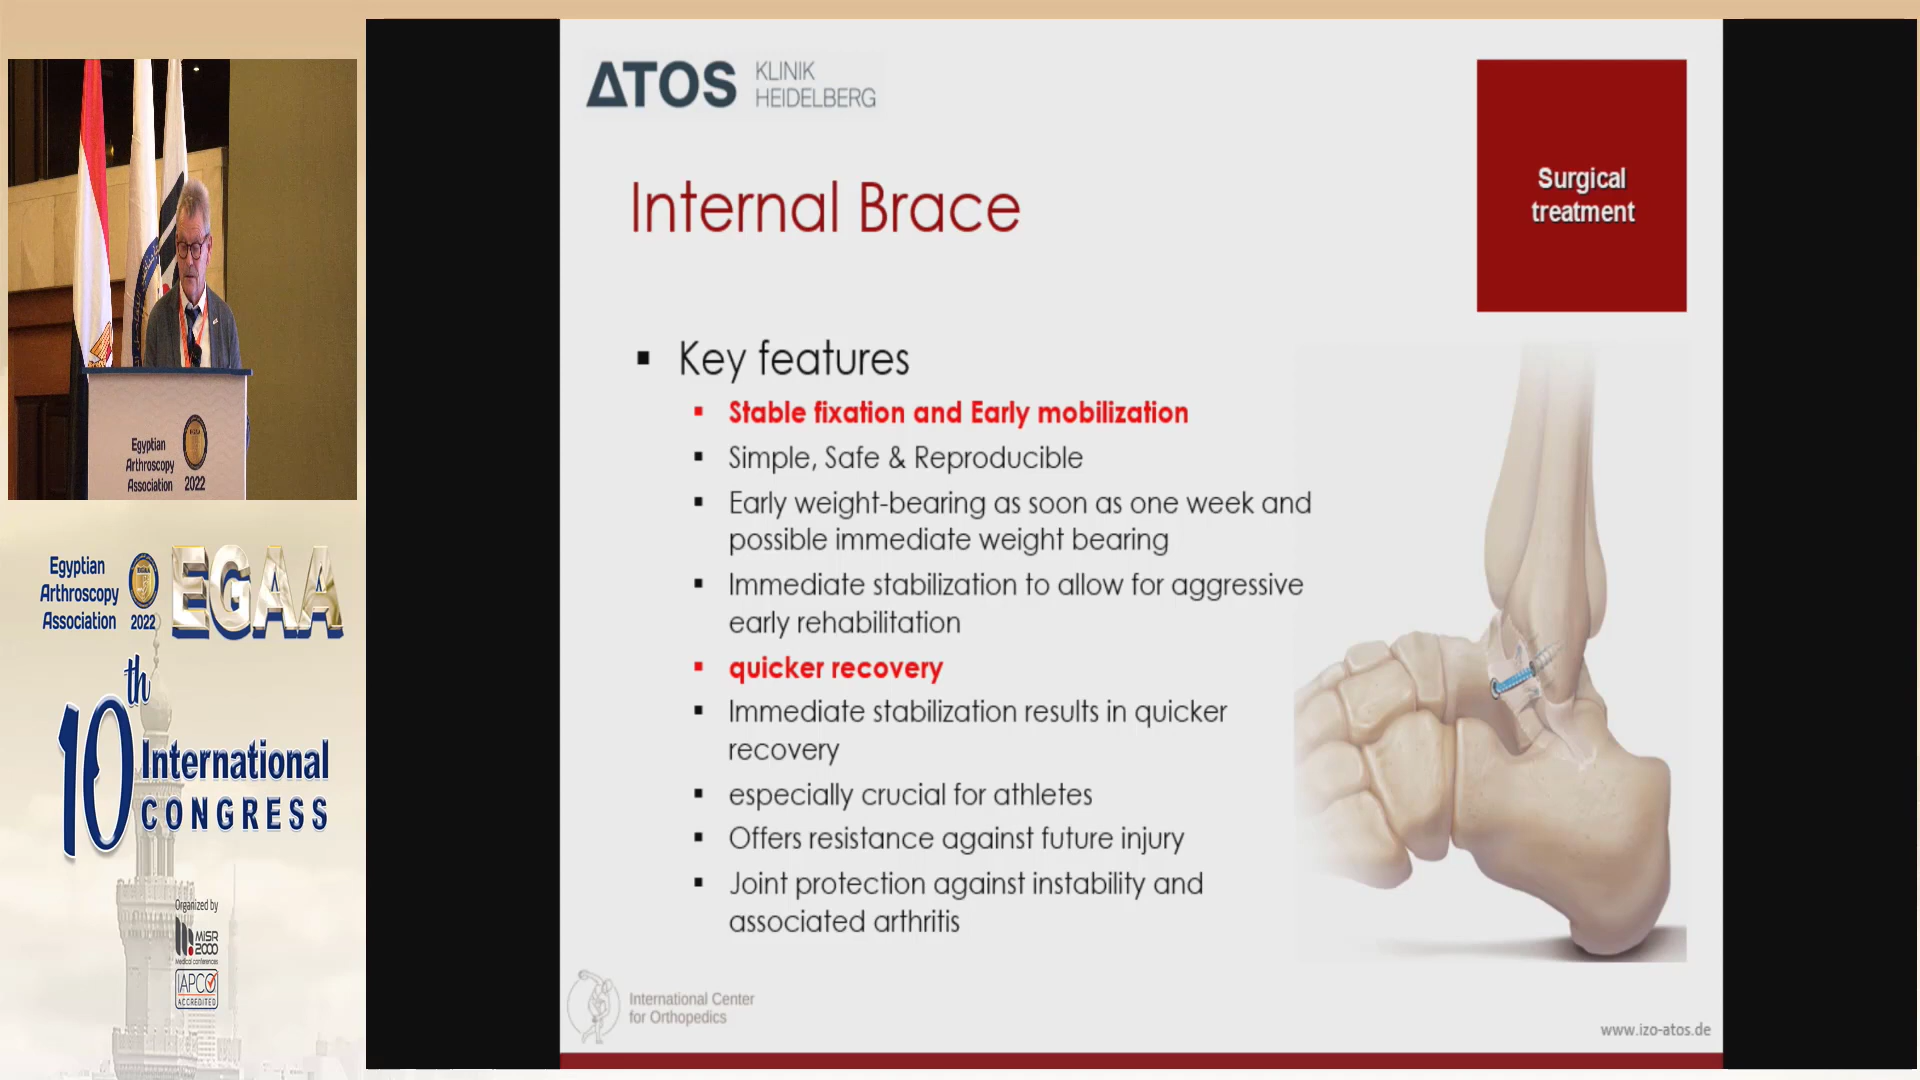 Egyptian
Arthroscopy
Association 2022
Egyptian
Arthroscopy
Association 2022
EGAA
10th
International
CONGRESS
Organized by
MiSR
2000
Medical conferences
IAPCO
ACCREDITED
ATOS KLINIK
HEIDELBERG
Surgical
treatment
Internal Brace
▪ Key features
▪ Stable fixation and Early mobilization
▪ Simple, Safe & Reproducible
▪ Early weight-bearing as soon as one week and
possible immediate weight bearing
▪ Immediate stabilization to allow for aggressive
early rehabilitation
▪ quicker recovery
▪ Immediate stabilization results in quicker
recovery
▪ especially crucial for athletes
▪ Offers resistance against future injury
▪ Joint protection against instability and
associated arthritis
International Center
for Orthopedics
www.izo-atos.de